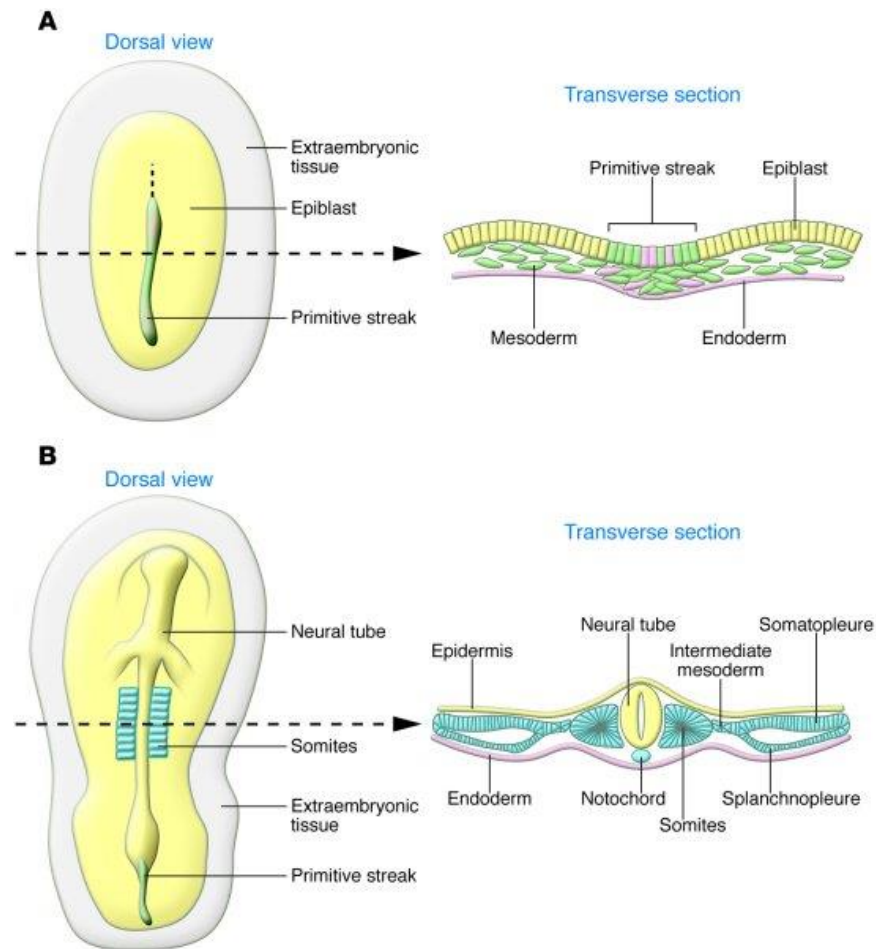 A
Dorsal view
Extraembryonic
tissue
Epiblast
Primitive streak
Transverse section
Primitive streak
Epiblast
Mesoderm
Endoderm
B
Dorsal view
Neural tube
Somites
Extraembryonic
tissue
Primitive streak
Transverse section
Epidermis
Neural tube
Intermediate
mesoderm
Somatopleure
Endoderm
Notochord
Somites
Splanchnopleure